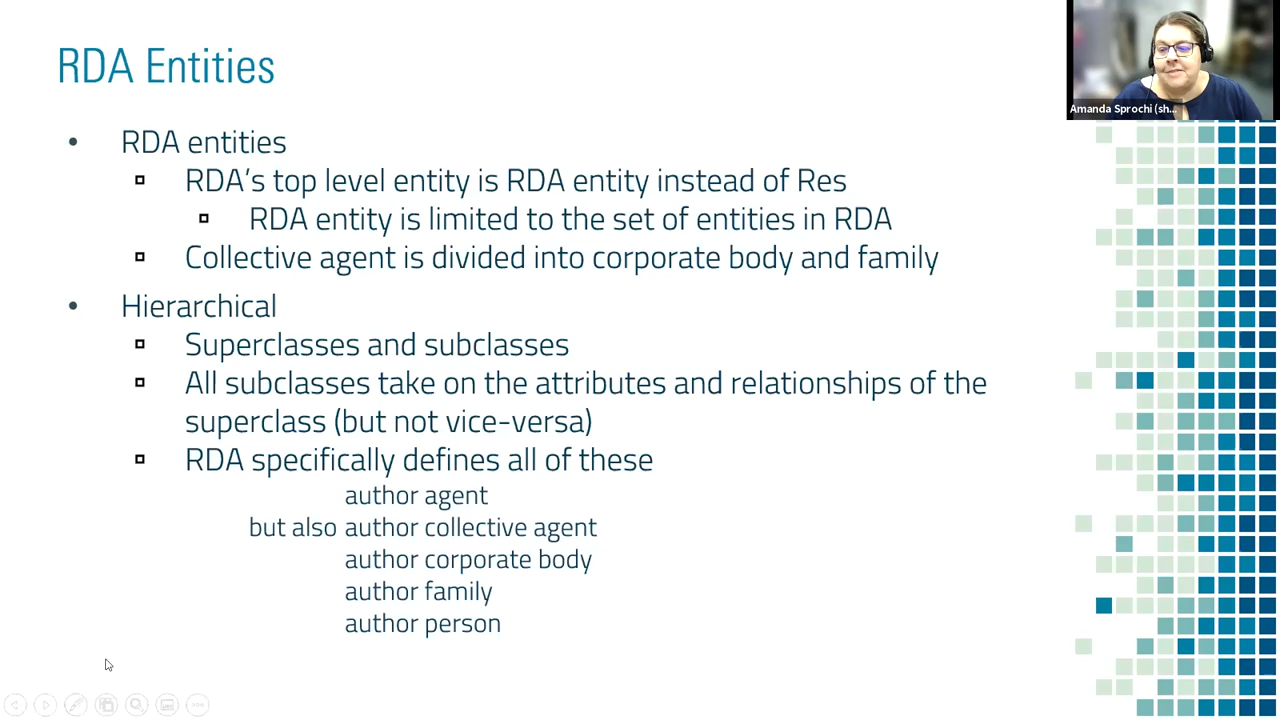 RDA Entities
Amanda Sprochi (sh...
• RDA entities
RDA's top level entity is RDA entity instead of Res
RDA entity is limited to the set of entities in RDA
Collective agent is divided into corporate body and family
• Hierarchical
Superclasses and subclasses
All subclasses take on the attributes and relationships of the
superclass (but not vice-versa)
RDA specifically defines all of these
author agent
but also author collective agent
author corporate body
author family
author person